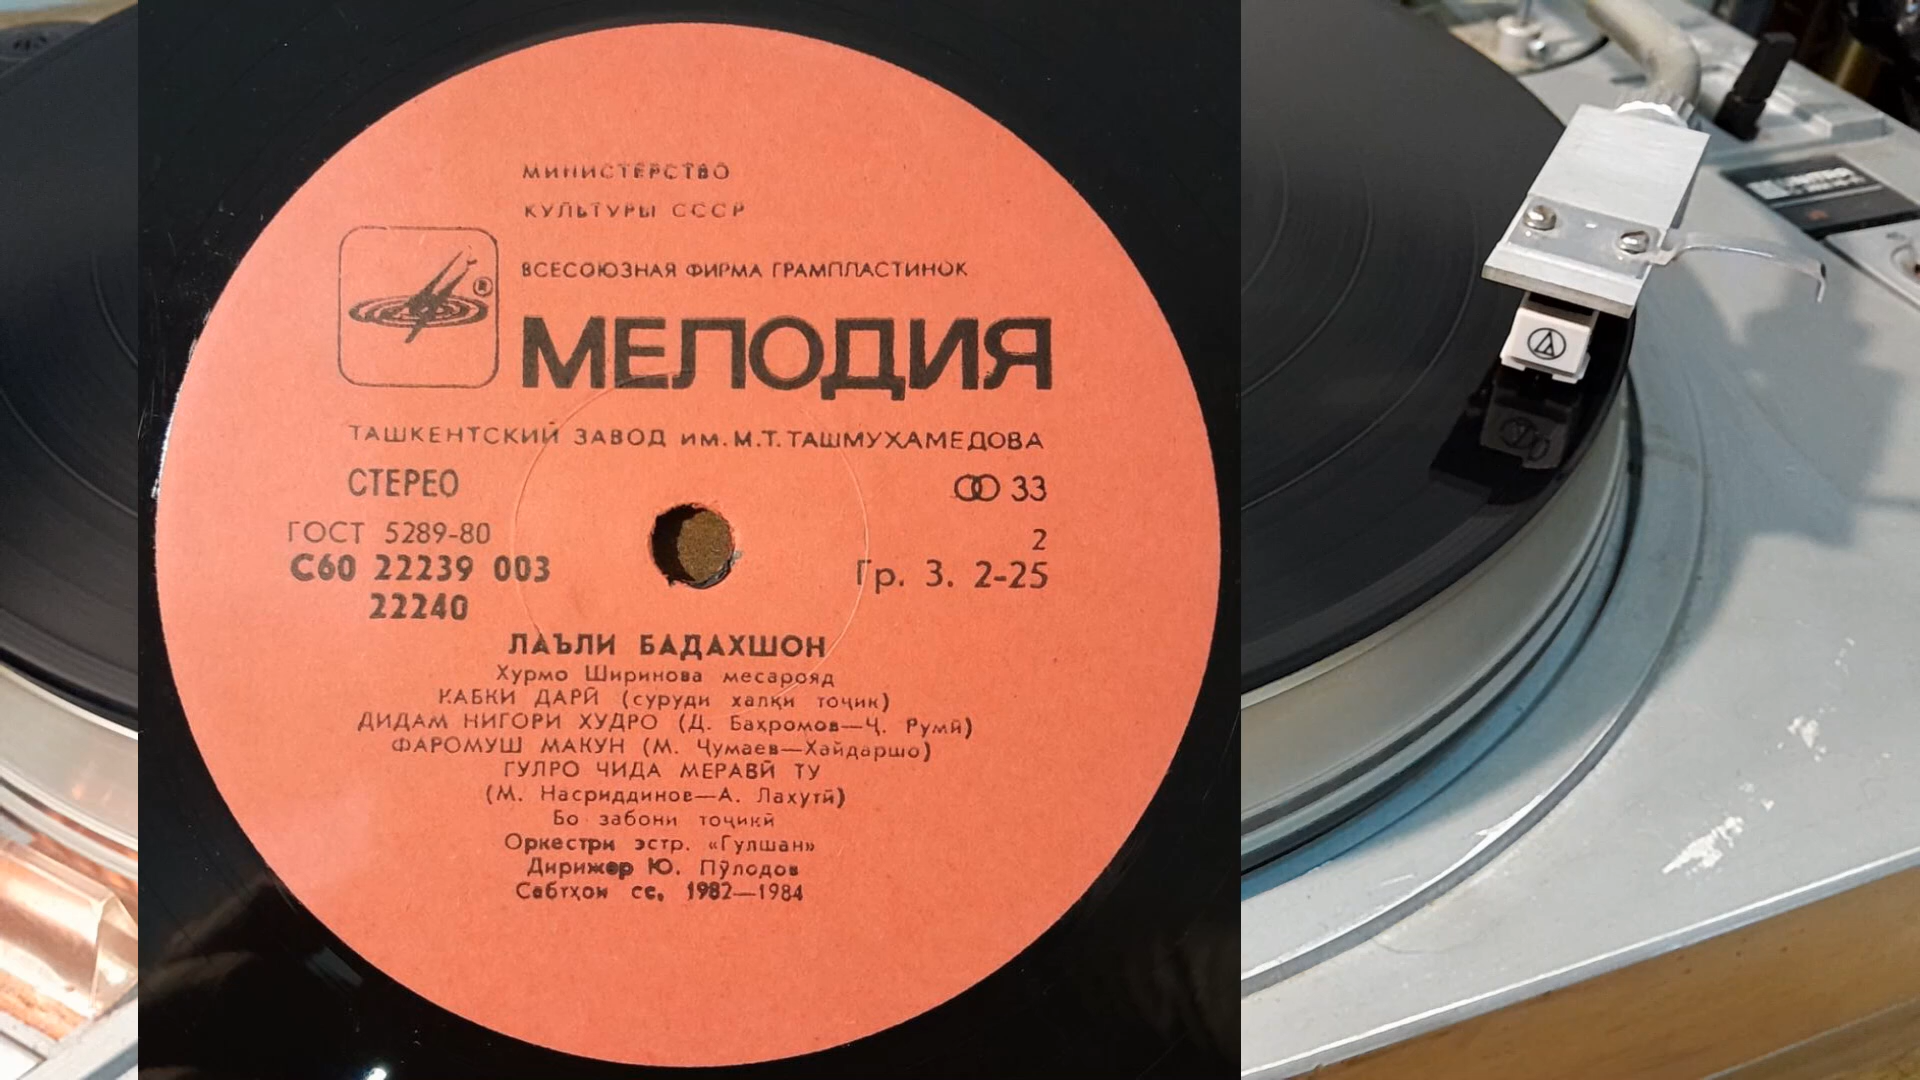 МИНИСТЕРСТВО
КУЛЬТУРЫ СССР
ВСЕСОЮЗНАЯ ФИРМА ГРАМПЛАСТИНОК
®
МЕЛОДИЯ
ТАШКЕНТСКИЙ ЗАВОД им. М.Т. ТАШМУХАМЕДОВА
СТЕРЕО
33
ГОСТ 5289-80
2
С60 22239 003
Гр. 3. 2-25
22240
ЛАЪЛИ БАДАХШОН
Хурмо Ширинова месарояд
КАБКИ ДАРӢ (суруди халқи тоҷик)
ДИДАМ НИГОРИ ХУДРО (Д. Бахромов—Ҷ. Румӣ)
ФАРОМУШ МАКУН (М. Ҷумаев—Хайдаршо)
ГУЛРО ЧИДА МЕРАВӢ ТУ
(М. Насриддинов—А. Лахутӣ)
Бо забони тоҷикӣ
Оркестри эстр. «Гулшан»
Дирижер Ю. Пӯлодов
Сабтҳои сс. 1982—1984